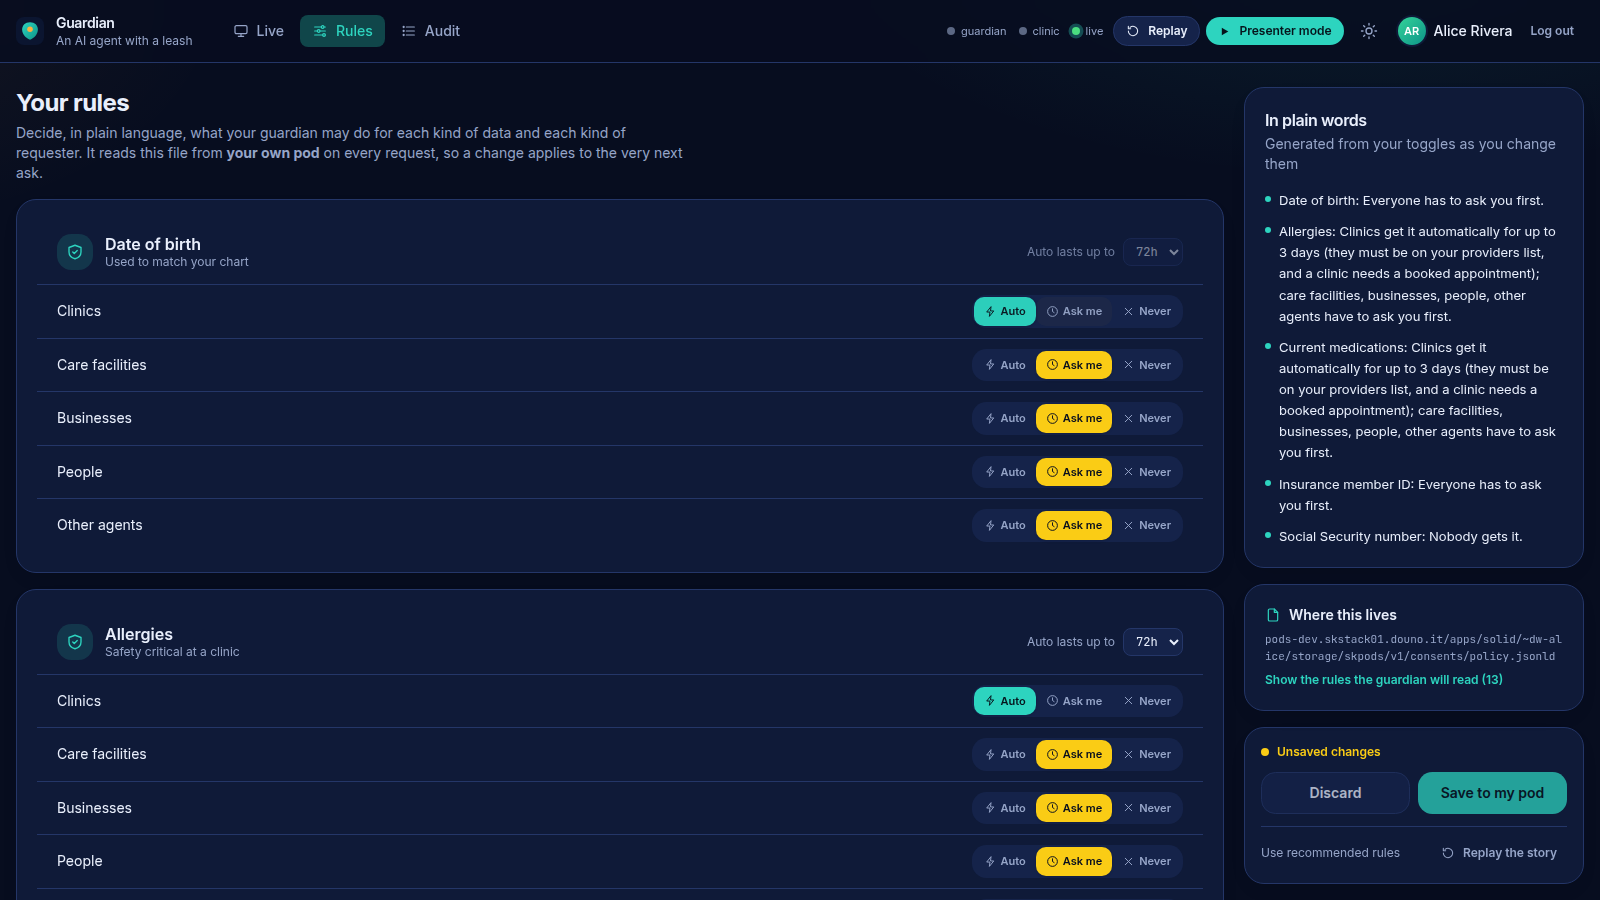 Guardian
An AI agent with a leash
Live
Rules
Audit
guardian
clinic
live
Replay
Presenter mode
AR
Alice Rivera
Log out
Your rules
Decide, in plain language, what your guardian may do for each kind of data and each kind of
requester. It reads this file from your own pod on every request, so a change applies to the very next
ask.
Date of birth
Used to match your chart
Auto lasts up to
72h
Clinics
Auto
Ask me
Never
Care facilities
Auto
Ask me
Never
Businesses
Auto
Ask me
Never
People
Auto
Ask me
Never
Other agents
Auto
Ask me
Never
Allergies
Safety critical at a clinic
Auto lasts up to
72h
Clinics
Auto
Ask me
Never
Care facilities
Auto
Ask me
Never
Businesses
Auto
Ask me
Never
People
Auto
Ask me
Never
In plain words
Generated from your toggles as you change
them
Date of birth: Everyone has to ask you first.
Allergies: Clinics get it automatically for up to
3 days (they must be on your providers list,
and a clinic needs a booked appointment);
care facilities, businesses, people, other
agents have to ask you first.
Current medications: Clinics get it
automatically for up to 3 days (they must be
on your providers list, and a clinic needs a
booked appointment); care facilities,
businesses, people, other agents have to ask
you first.
Insurance member ID: Everyone has to ask
you first.
Social Security number: Nobody gets it.
Where this lives
pods-dev.skstack01.douno.it/apps/solid/~dw-al
ice/storage/skpods/v1/consents/policy.jsonld
Show the rules the guardian will read (13)
Unsaved changes
Discard
Save to my pod
Use recommended rules
Replay the story